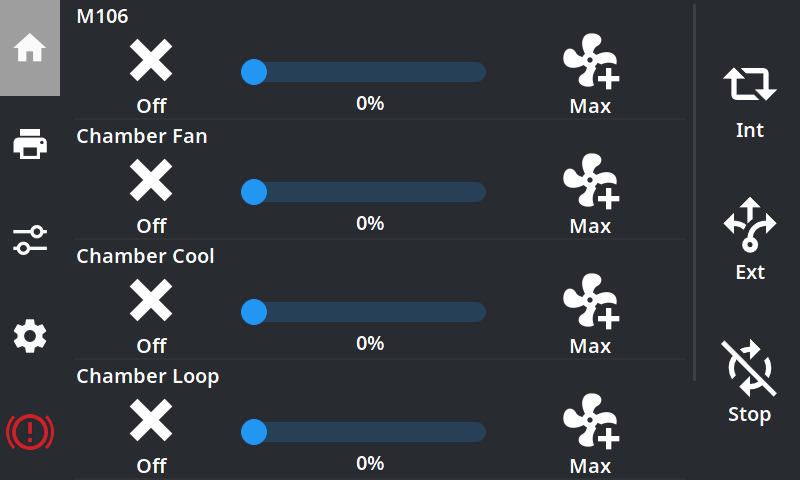 M106
Off
0%
Max
Chamber Fan
Off
0%
Max
Chamber Cool
Off
0%
Max
Chamber Loop
Off
0%
Max
Int
Ext
Stop